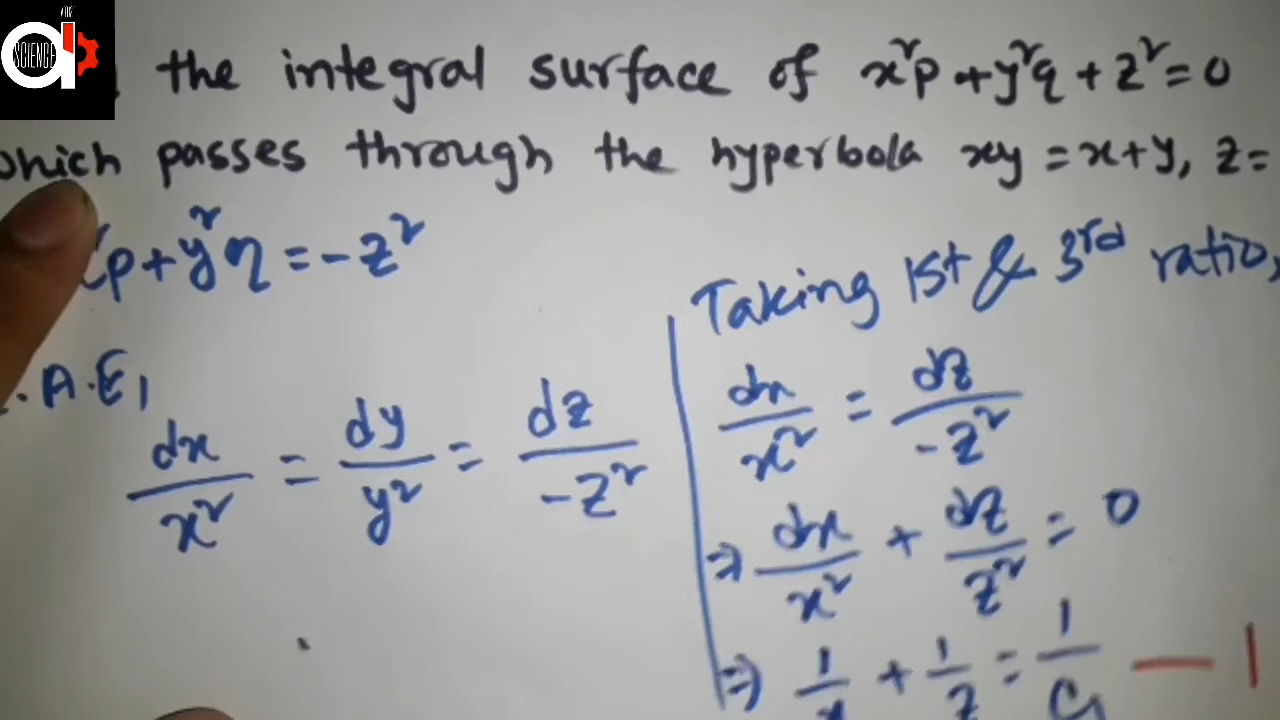 THE
SCIENCE
the integral surface of x²p + y²q + z² = 0
which passes through the hyperbola xy = x + y, z =
p + y²q = -z²
A.E,
dx/x² = dy/y² = dz/-z²
Taking 1st & 3rd ratio,
dx/x² = dz/-z²
⇒ dx/x² + dz/z² = 0
⇒ 1/x + 1/z = 1/C₁ — 1